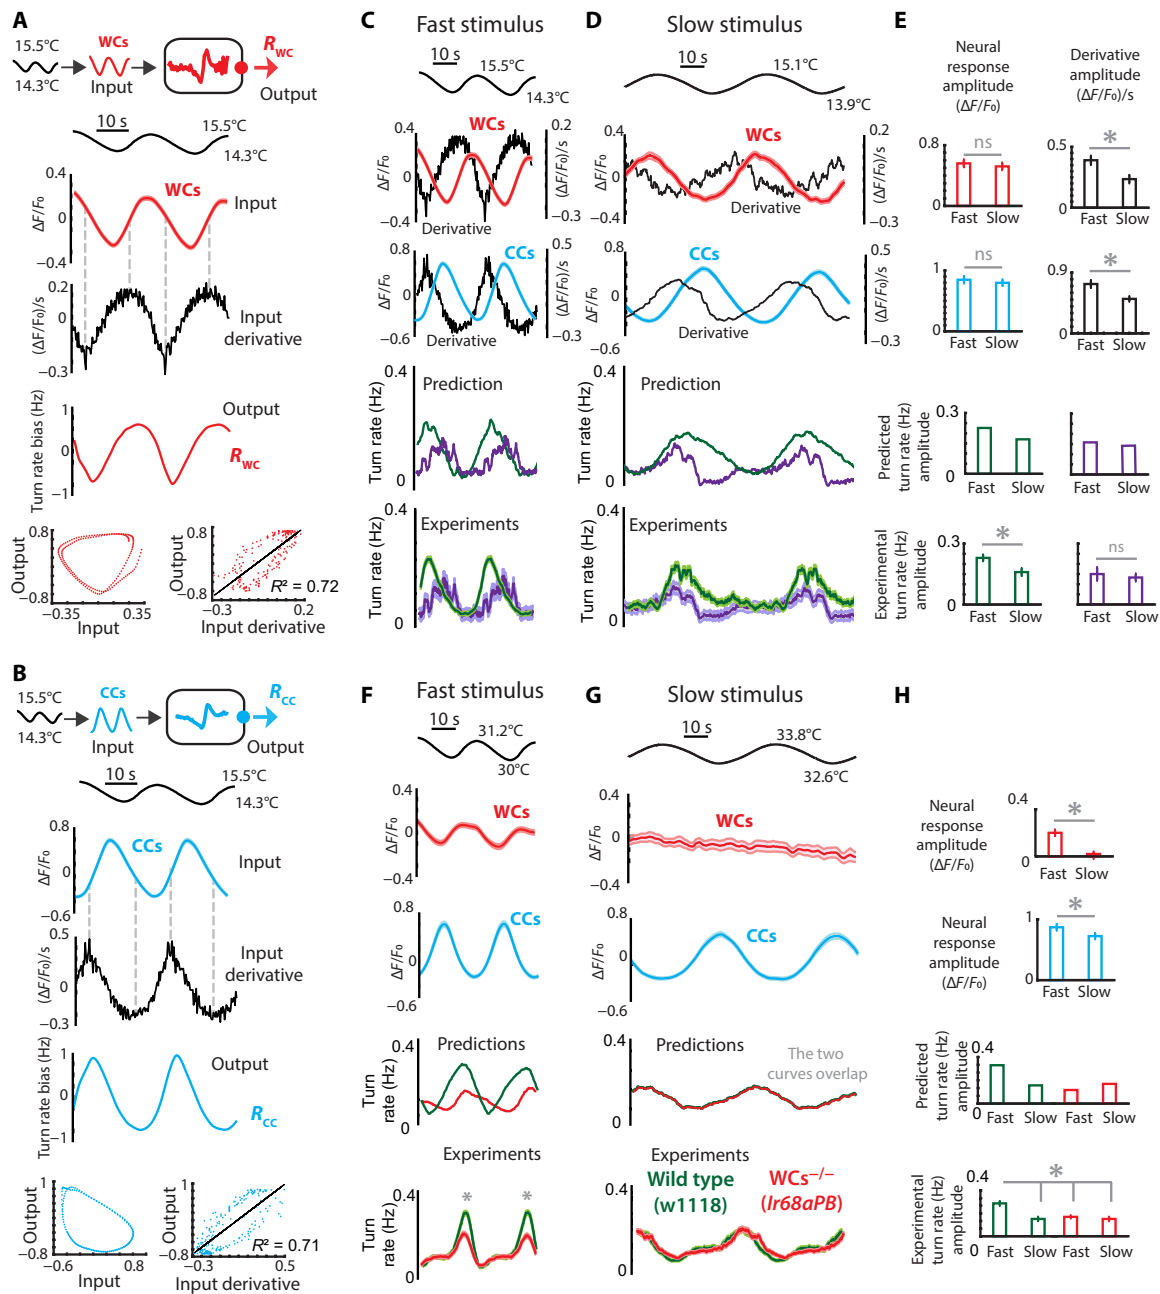 A
15.5°C
14.3°C
WCs
Input
R_WC
Output
10 s
15.5°C
14.3°C
0.4
0
−0.4
ΔF/F₀
WCs
Input
0.2
0
−0.3
(ΔF/F₀)/s
Input
derivative
1
0
−1
Turn rate bias (Hz)
Output
R_WC
0.8
−0.8
Output
−0.35
0.35
Input
0.8
−0.8
Output
R² = 0.72
−0.3
0.2
Input derivative
B
15.5°C
14.3°C
CCs
Input
R_CC
Output
10 s
15.5°C
14.3°C
0.8
0
−0.6
ΔF/F₀
CCs
Input
0.5
0
−0.3
(ΔF/F₀)/s
Input
derivative
1
0
−1
Turn rate bias (Hz)
Output
R_CC
Output
−0.8
−0.6
0.8
Input
Output
−0.8
R² = 0.71
−0.3
0.5
Input derivative
C
Fast stimulus
10 s
15.5°C
14.3°C
0.4
0
−0.4
ΔF/F₀
WCs
Derivative
0.2
−0.3
(ΔF/F₀)/s
0.8
0
−0.6
ΔF/F₀
CCs
Derivative
0.5
−0.3
(ΔF/F₀)/s
0.4
0
Turn rate (Hz)
Prediction
0.4
0
Turn rate (Hz)
Experiments
D
Slow stimulus
10 s
15.1°C
13.9°C
0.4
0
−0.4
ΔF/F₀
WCs
Derivative
0.2
−0.3
(ΔF/F₀)/s
0.8
0
−0.6
ΔF/F₀
CCs
Derivative
0.5
−0.3
(ΔF/F₀)/s
0.4
0
Turn rate (Hz)
Prediction
0.4
0
Turn rate (Hz)
Experiments
E
Neural
response
amplitude
(ΔF/F₀)
Derivative
amplitude
(ΔF/F₀)/s
0.8
0
ns
Fast Slow
0.5
0
*
Fast Slow
1
0
ns
Fast Slow
0.9
0
*
Fast Slow
Predicted
turn rate (Hz)
amplitude
0.3
0
Fast Slow
Fast Slow
Experimental
turn rate (Hz)
amplitude
0.3
0
*
Fast Slow
ns
Fast Slow
F
Fast stimulus
10 s
31.2°C
30°C
0.4
0
−0.4
ΔF/F₀
WCs
0.8
0
−0.6
ΔF/F₀
CCs
Predictions
0.4
0
Turn
rate (Hz)
Experiments
0.4
0
Turn
rate (Hz)
*
*
G
Slow stimulus
10 s
33.8°C
32.6°C
0.4
0
−0.4
ΔF/F₀
WCs
0.8
0
−0.6
ΔF/F₀
CCs
0.4
0
Predictions
The two
curves overlap
Experiments
Wild type
(w1118)
WCs−/−
(Ir68aPB)
0.4
0
H
Neural
response
amplitude
(ΔF/F₀)
0.4
0
*
Fast Slow
Neural
response
amplitude
(ΔF/F₀)
1
0
*
Fast Slow
Predicted
turn rate (Hz)
amplitude
0.4
0
Fast Slow Fast Slow
Experimental
turn rate (Hz)
amplitude
0.4
0
*
Fast Slow Fast Slow